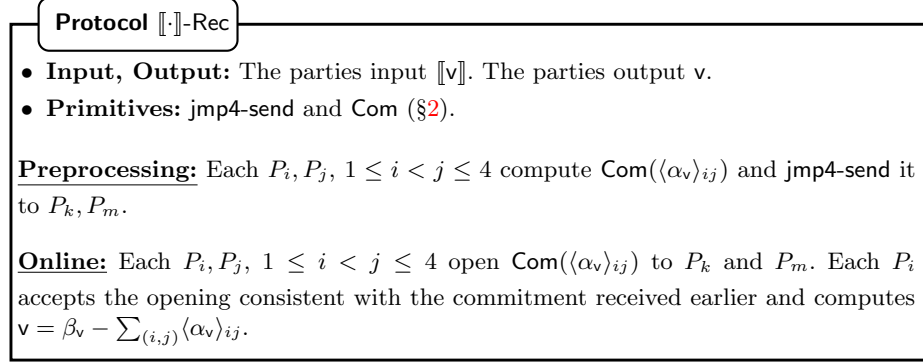 Protocol ⟦·⟧-Rec
• Input, Output: The parties input ⟦v⟧. The parties output v.
• Primitives: jmp4-send and Com (§2).
Preprocessing: Each P_i, P_j, 1 ≤ i < j ≤ 4 compute Com(⟨α_v⟩_ij) and jmp4-send it
to P_k, P_m.
Online: Each P_i, P_j, 1 ≤ i < j ≤ 4 open Com(⟨α_v⟩_ij) to P_k and P_m. Each P_i
accepts the opening consistent with the commitment received earlier and computes
v = β_v − ∑_(i,j)⟨α_v⟩_ij.